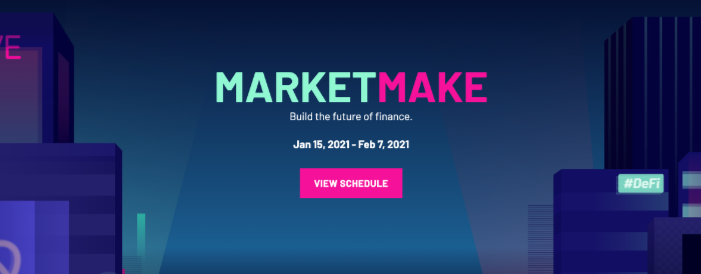 MARKETMAKE
Build the future of finance.
Jan 15, 2021 - Feb 7, 2021
VIEW SCHEDULE
#DeFi